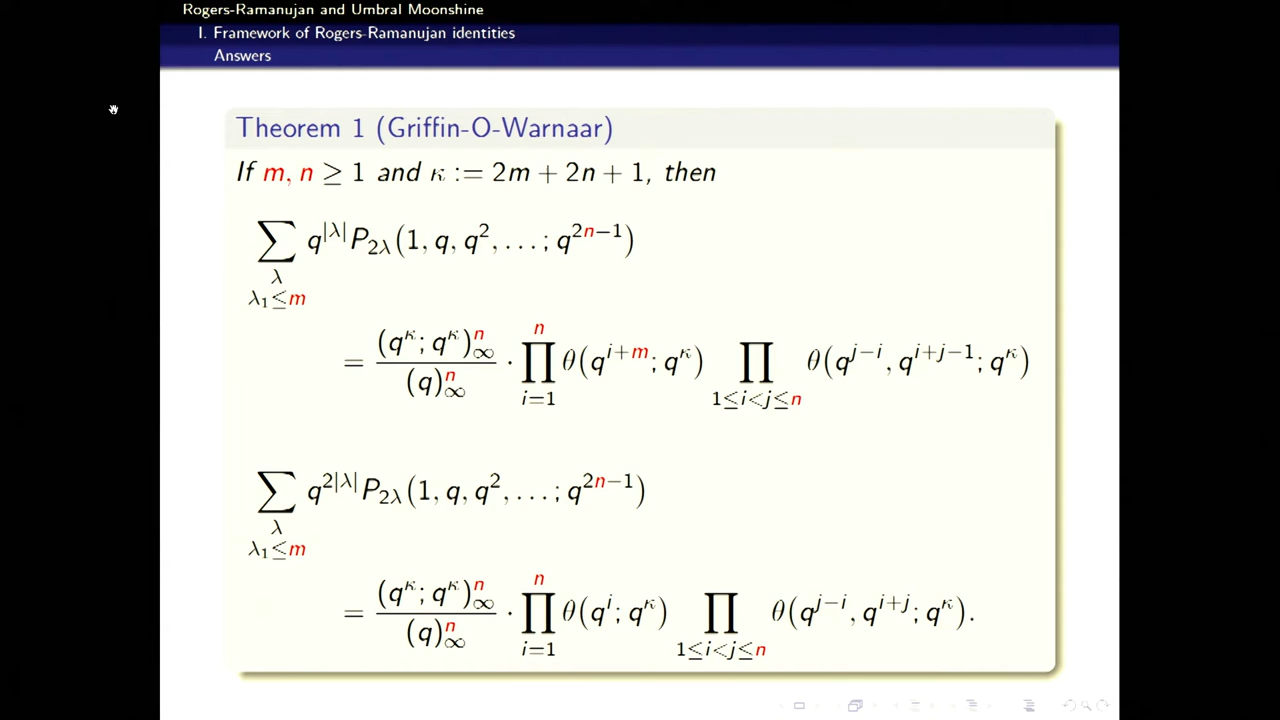 Rogers-Ramanujan and Umbral Moonshine
I. Framework of Rogers-Ramanujan identities
Answers
Theorem 1 (Griffin-O-Warnaar)
If m, n ≥ 1 and κ := 2m + 2n + 1, then
∑_{λ, λ₁≤m} q^{|λ|} P_{2λ}(1, q, q², . . . ; q^{2n−1})
= (q^κ; q^κ)^n_∞ / (q)^n_∞ · ∏_{i=1}^{n} θ(q^{i+m}; q^κ) ∏_{1≤i<j≤n} θ(q^{j−i}, q^{i+j−1}; q^κ)
∑_{λ, λ₁≤m} q^{2|λ|} P_{2λ}(1, q, q², . . . ; q^{2n−1})
= (q^κ; q^κ)^n_∞ / (q)^n_∞ · ∏_{i=1}^{n} θ(q^i; q^κ) ∏_{1≤i<j≤n} θ(q^{j−i}, q^{i+j}; q^κ).